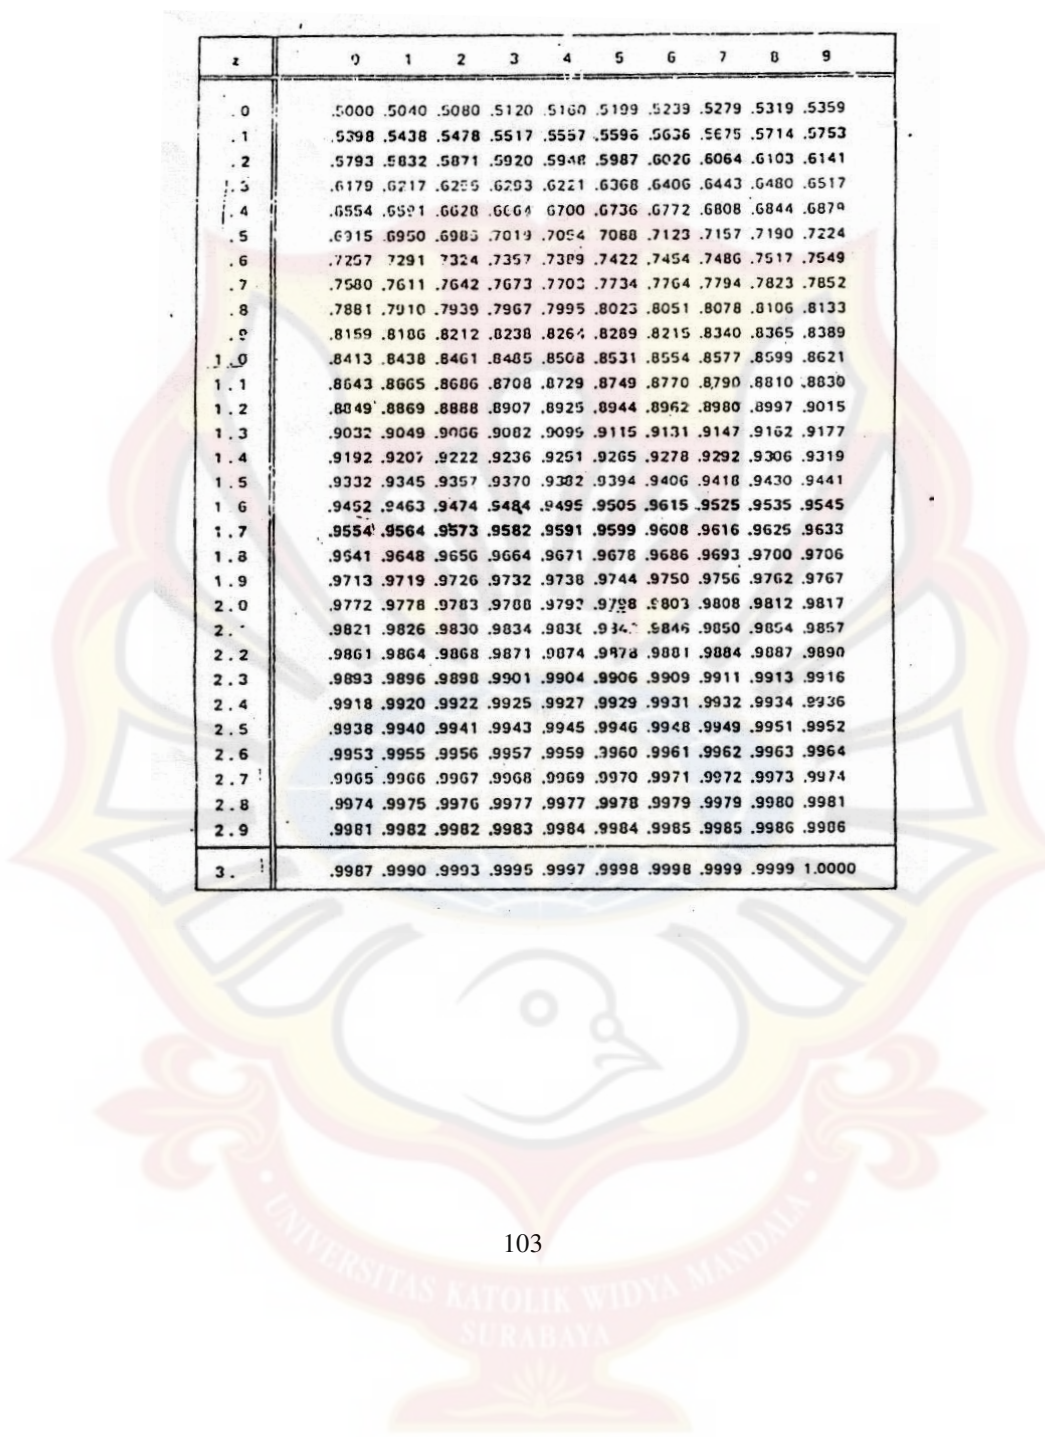 z 0 1 2 3 4 5 6 7 8 9
.0 .5000 .5040 .5080 .5120 .5160 .5199 .5239 .5279 .5319 .5359
.1 .5398 .5438 .5478 .5517 .5557 .5596 .5636 .5675 .5714 .5753
.2 .5793 .5832 .5871 .5920 .5948 .5987 .6026 .6064 .6103 .6141
.3 .6179 .6217 .6255 .6293 .6221 .6368 .6406 .6443 .6480 .6517
.4 .6554 .6591 .6628 .6664 6700 .6736 .6772 .6808 .6844 .6879
.5 .6915 .6950 .6985 .7019 .7054 7088 .7123 .7157 .7190 .7224
.6 .7257 7291 7324 .7357 .7389 .7422 .7454 .7486 .7517 .7549
.7 .7580 .7611 .7642 .7673 .7703 .7734 .7764 .7794 .7823 .7852
.8 .7881 .7910 .7939 .7967 .7995 .8023 .8051 .8078 .8106 .8133
.9 .8159 .8186 .8212 .8238 .8264 .8289 .8215 .8340 .8365 .8389
1.0 .8413 .8438 .8461 .8485 .8508 .8531 .8554 .8577 .8599 .8621
1.1 .8643 .8665 .8686 .8708 .8729 .8749 .8770 .8790 .8810 .8830
1.2 .8849 .8869 .8888 .8907 .8925 .8944 .8962 .8980 .8997 .9015
1.3 .9032 .9049 .9066 .9082 .9099 .9115 .9131 .9147 .9162 .9177
1.4 .9192 .9207 .9222 .9236 .9251 .9265 .9278 .9292 .9306 .9319
1.5 .9332 .9345 .9357 .9370 .9382 .9394 .9406 .9418 .9430 .9441
1 6 .9452 .9463 .9474 .9484 .9495 .9505 .9615 .9525 .9535 .9545
1.7 .9554 .9564 .9573 .9582 .9591 .9599 .9608 .9616 .9625 .9633
1.8 .9641 .9648 .9656 .9664 .9671 .9678 .9686 .9693 .9700 .9706
1.9 .9713 .9719 .9726 .9732 .9738 .9744 .9750 .9756 .9762 .9767
2.0 .9772 .9778 .9783 .9788 .9793 .9798 .9803 .9808 .9812 .9817
2. .9821 .9826 .9830 .9834 .9838 .9846 .9850 .9854 .9857
2.2 .9861 .9864 .9868 .9871 .9874 .9878 .9881 .9884 .9887 .9890
2.3 .9893 .9896 .9898 .9901 .9904 .9906 .9909 .9911 .9913 .9916
2.4 .9918 .9920 .9922 .9925 .9927 .9929 .9931 .9932 .9934 .9936
2.5 .9938 .9940 .9941 .9943 .9945 .9946 .9948 .9949 .9951 .9952
2.6 .9953 .9955 .9956 .9957 .9959 .9960 .9961 .9962 .9963 .9964
2.7 .9965 .9966 .9967 .9968 .9969 .9970 .9971 .9972 .9973 .9974
2.8 .9974 .9975 .9976 .9977 .9977 .9978 .9979 .9979 .9980 .9981
2.9 .9981 .9982 .9982 .9983 .9984 .9984 .9985 .9985 .9986 .9986
3. .9987 .9990 .9993 .9995 .9997 .9998 .9998 .9999 .9999 1.0000
103
UNIVERSITAS KATOLIK WIDYA MANDALA
SURABAYA